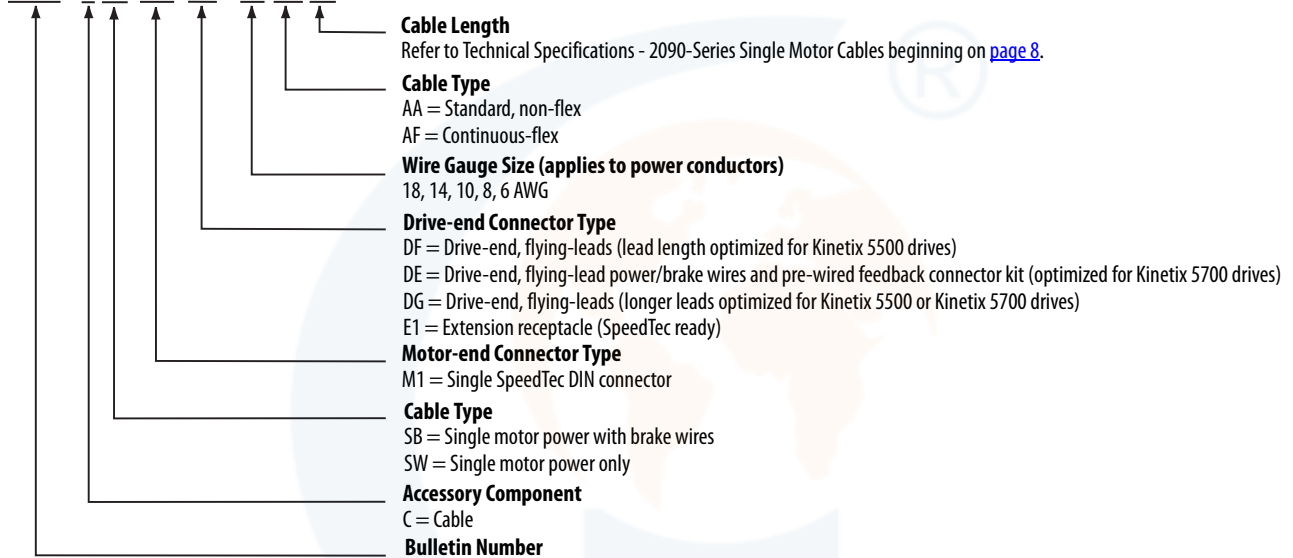 Cable Length
Refer to Technical Specifications - 2090-Series Single Motor Cables beginning on page 8.
Cable Type
AA = Standard, non-flex
AF = Continuous-flex
Wire Gauge Size (applies to power conductors)
18, 14, 10, 8, 6 AWG
Drive-end Connector Type
DF = Drive-end, flying-leads (lead length optimized for Kinetix 5500 drives)
DE = Drive-end, flying-lead power/brake wires and pre-wired feedback connector kit (optimized for Kinetix 5700 drives)
DG = Drive-end, flying-leads (longer leads optimized for Kinetix 5500 or Kinetix 5700 drives)
E1 = Extension receptacle (SpeedTec ready)
Motor-end Connector Type
M1 = Single SpeedTec DIN connector
Cable Type
SB = Single motor power with brake wires
SW = Single motor power only
Accessory Component
C = Cable
Bulletin Number
®